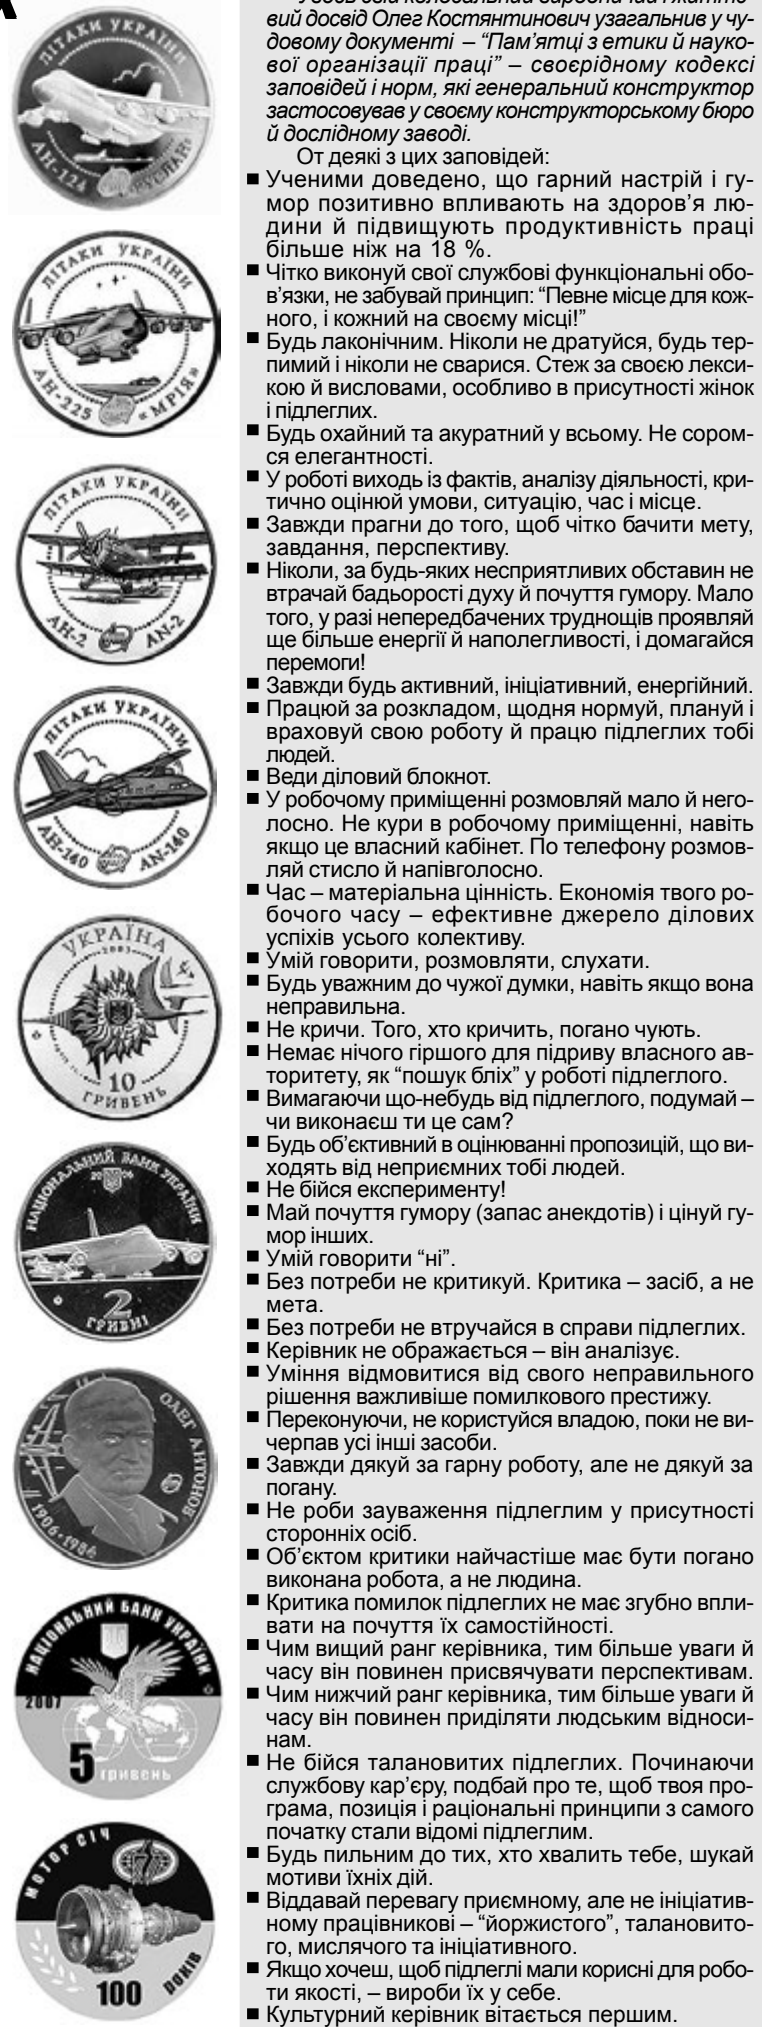 вий досвід Олег Костянтинович узагальнив у чу-
довому документі – “Пам’ятці з етики й науко-
вої організації праці” – своєрідному кодексі
заповідей і норм, які генеральний конструктор
застосовував у своєму конструкторському бюро
й дослідному заводі.
От деякі з цих заповідей:
■ Ученими доведено, що гарний настрій і гу-
мор позитивно впливають на здоров’я лю-
дини й підвищують продуктивність праці
більше ніж на 18 %.
■ Чітко виконуй свої службові функціональні обо-
в’язки, не забувай принцип: “Певне місце для кож-
ного, і кожний на своєму місці!”
■ Будь лаконічним. Ніколи не дратуйся, будь тер-
пимий і ніколи не сварися. Стеж за своєю лекси-
кою й висловами, особливо в присутності жінок
і підлеглих.
■ Будь охайний та акуратний у всьому. Не сором-
ся елегантності.
■ У роботі виходь із фактів, аналізу діяльності, кри-
тично оцінюй умови, ситуацію, час і місце.
■ Завжди прагни до того, щоб чітко бачити мету,
завдання, перспективу.
■ Ніколи, за будь-яких несприятливих обставин не
втрачай бадьорості духу й почуття гумору. Мало
того, у разі непередбачених труднощів проявляй
ще більше енергії й наполегливості, і домагайся
перемоги!
■ Завжди будь активний, ініціативний, енергійний.
■ Працюй за розкладом, щодня нормуй, плануй і
враховуй свою роботу й працю підлеглих тобі
людей.
■ Веди діловий блокнот.
■ У робочому приміщенні розмовляй мало й него-
лосно. Не кури в робочому приміщенні, навіть
якщо це власний кабінет. По телефону розмов-
ляй стисло й напівголосно.
■ Час – матеріальна цінність. Економія твого ро-
бочого часу – ефективне джерело ділових
успіхів усього колективу.
■ Умій говорити, розмовляти, слухати.
■ Будь уважним до чужої думки, навіть якщо вона
неправильна.
■ Не кричи. Того, хто кричить, погано чують.
■ Немає нічого гіршого для підриву власного ав-
торитету, як “пошук бліх” у роботі підлеглого.
■ Вимагаючи що-небудь від підлеглого, подумай –
чи виконаєш ти це сам?
■ Будь об’єктивний в оцінюванні пропозицій, що ви-
ходять від неприємних тобі людей.
■ Не бійся експерименту!
■ Май почуття гумору (запас анекдотів) і цінуй гу-
мор інших.
■ Умій говорити “ні”.
■ Без потреби не критикуй. Критика – засіб, а не
мета.
■ Без потреби не втручайся в справи підлеглих.
■ Керівник не ображається – він аналізує.
■ Уміння відмовитися від свого неправильного
рішення важливіше помилкового престижу.
■ Переконуючи, не користуйся владою, поки не ви-
черпав усі інші засоби.
■ Завжди дякуй за гарну роботу, але не дякуй за
погану.
■ Не роби зауваження підлеглим у присутності
сторонніх осіб.
■ Об’єктом критики найчастіше має бути погано
виконана робота, а не людина.
■ Критика помилок підлеглих не має згубно впли-
вати на почуття їх самостійності.
■ Чим вищий ранг керівника, тим більше уваги й
часу він повинен присвячувати перспективам.
■ Чим нижчий ранг керівника, тим більше уваги й
часу він повинен приділяти людським відноси-
нам.
■ Не бійся талановитих підлеглих. Починаючи
службову кар’єру, подбай про те, щоб твоя про-
грама, позиція і раціональні принципи з самого
початку стали відомі підлеглим.
■ Будь пильним до тих, хто хвалить тебе, шукай
мотиви їхніх дій.
■ Віддавай перевагу приємному, але не ініціатив-
ному працівникові – “йоржистого”, талановито-
го, мислячого та ініціативного.
■ Якщо хочеш, щоб підлеглі мали корисні для робо-
ти якості, – вироби їх у себе.
■ Культурний керівник вітається першим.
ЛІТАКИ УКРАЇНИ
АН-124 «РУСЛАН»
ЛІТАКИ УКРАЇНИ
АН-225 «МРІЯ»
ЛІТАКИ УКРАЇНИ
АН-2 AN-2
ЛІТАКИ УКРАЇНИ
АН-140 AN-140
УКРАЇНА
2003
10
ГРИВЕНЬ
НАЦІОНАЛЬНИЙ БАНК УКРАЇНИ
2006
2
ГРИВНІ
ОЛЕГ АНТОНОВ
1906-1984
НАЦІОНАЛЬНИЙ БАНК УКРАЇНИ
2007
5
гривень
МОТОР СІЧ
100 років